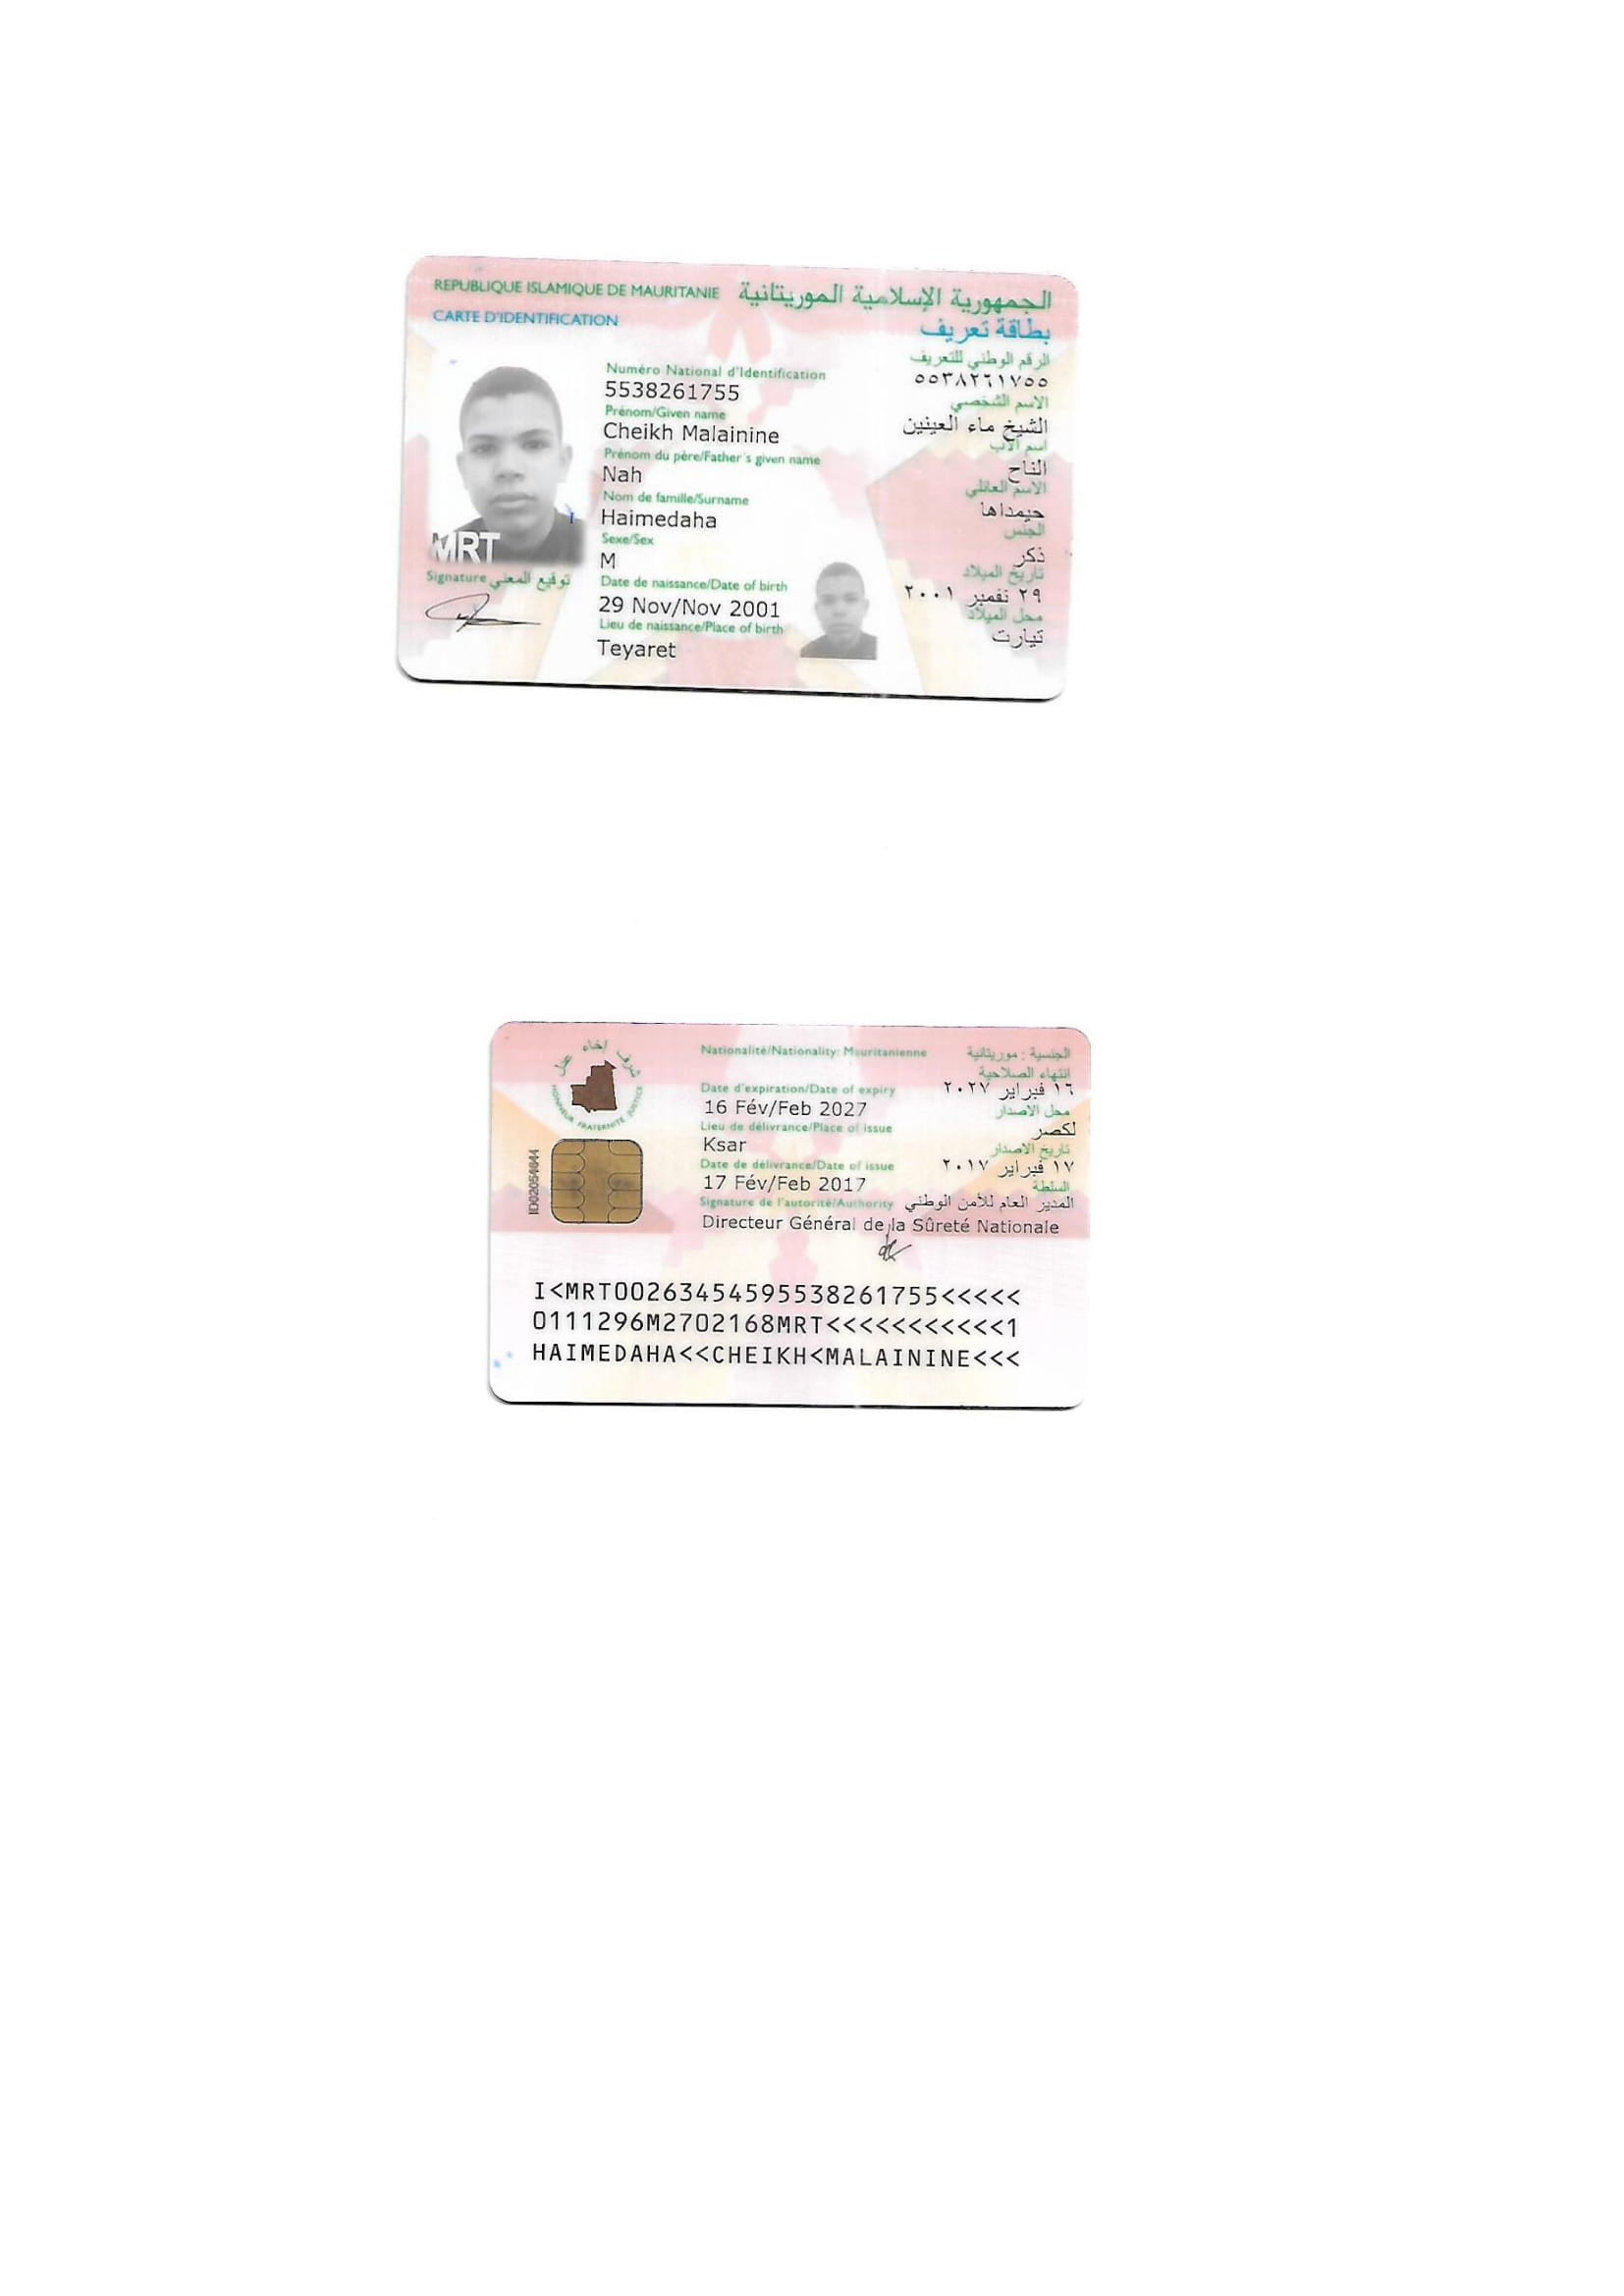 REPUBLIQUE ISLAMIQUE DE MAURITANIE الجمهورية الإسلامية الموريتانية
CARTE D'IDENTIFICATION بطاقة تعريف
الرقم الوطني للتعريف
Numéro National d'Identification
٥٥٣٨٢٦١٧٥٥
5538261755
الاسم الشخصي
Prénom/Given name
الشيخ ماء العينين
Cheikh Malainine
اسم الأب
Prénom du père/Father's given name
الناح
Nah
الاسم العائلي
Nom de famille/Surname
حيمداها
Haimedaha
الجنس
Sexe/Sex
ذكر
M
تاريخ الميلاد
Date de naissance/Date of birth
٢٩ نفمبر ٢٠٠١
29 Nov/Nov 2001
محل الميلاد
Lieu de naissance/Place of birth
تيارت
Teyaret
MRT
Signature توقيع المعني
شرف إخاء عدل
HONNEUR FRATERNITE JUSTICE
Nationalité/Nationality: Mauritanienne الجنسية : موريتانية
انتهاء الصلاحية
Date d'expiration/Date of expiry ١٦ فبراير ٢٠٢٧
16 Fév/Feb 2027 محل الاصدار
Lieu de délivrance/Place of issue لكصر
Ksar تاريخ الاصدار
Date de délivrance/Date of issue ١٧ فبراير ٢٠١٧
17 Fév/Feb 2017 السلطة
Signature de l'autorité/Authority المدير العام للأمن الوطني
Directeur Général de la Sûreté Nationale
ID02054644
I<MRT00263454595538261755<<<<<
0111296M2702168MRT<<<<<<<<<<<1
HAIMEDAHA<<CHEIKH<MALAININE<<<